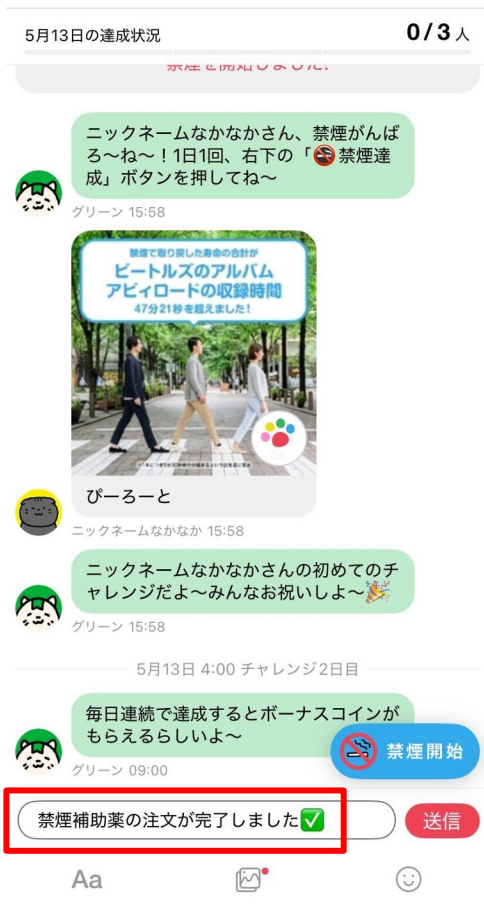 5月13日の達成状況
0/3人
禁煙を開始しました!
ニックネームなかなかさん、禁煙がんば
ろ〜ね〜！1日1回、右下の「🚭禁煙達
成」ボタンを押してね〜
グリーン 15:58
禁煙で取り戻した寿命の合計が
ビートルズのアルバム
アビィロードの収録時間
47分21秒を超えました！
OK
ぴーろーと
ニックネームなかなか 15:58
ニックネームなかなかさんの初めてのチ
ャレンジだよ〜みんなお祝いしよ〜🎉
グリーン 15:58
5月13日 4:00 チャレンジ2日目
毎日連続で達成するとボーナスコインが
もらえるらしいよ〜
グリーン 09:00
禁煙開始
禁煙補助薬の注文が完了しました✅
送信
Aa